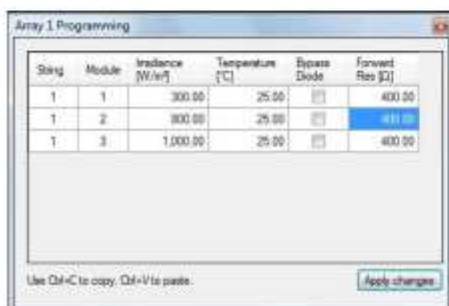 Array 1 Programming
String Module Irradiance [W/m²] Temperature [°C] Bypass Diode Forward Res [Ω]
1 1 300.00 25.00 400.00
1 2 800.00 25.00 400.00
1 3 1,000.00 25.00 400.00
Use Ctrl+C to copy. Ctrl+V to paste. Apply changes